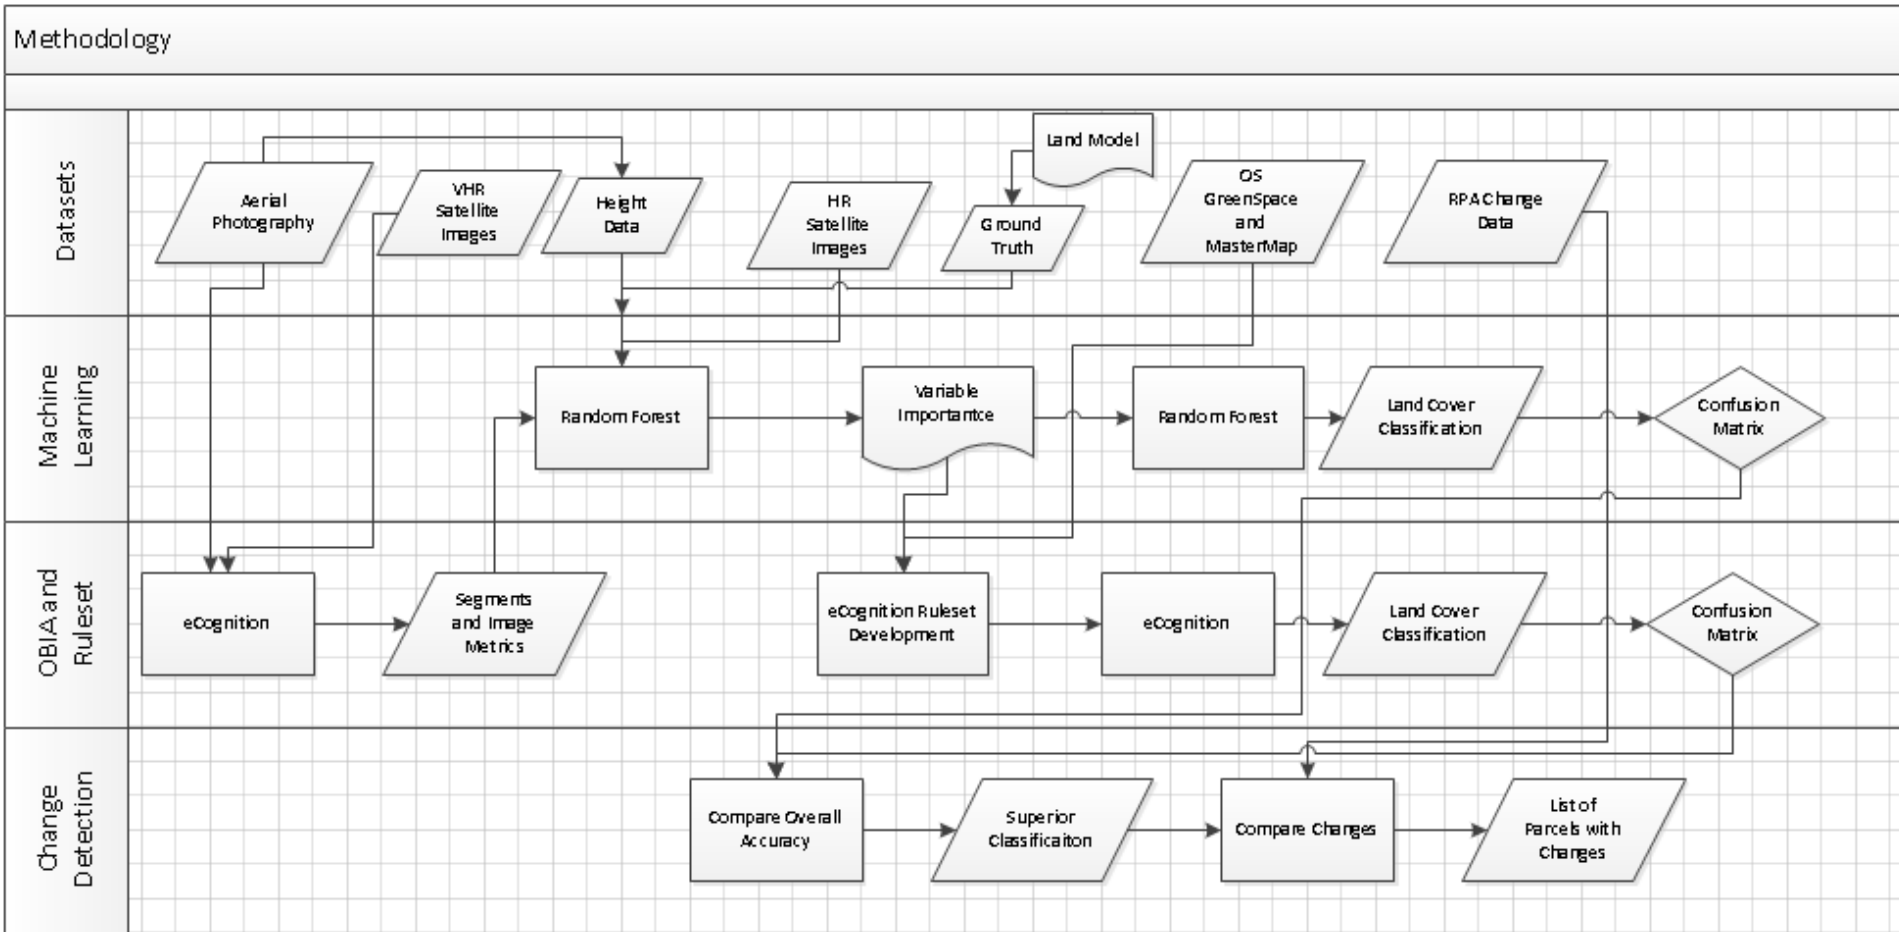 Methodology
Datasets
Aerial
Photography
VHR
Satellite
Images
Height
Data
HR
Satellite
Images
Land Model
Ground
Truth
OS
GreenSpace
and
MasterMap
RPA Change
Data
Machine
Learning
Random Forest
Variable
Importantce
Random Forest
Land Cover
Classification
Confusion
Matrix
OBIA and
Ruleset
eCognition
Segments
and Image
Metrics
eCognition Ruleset
Development
eCognition
Land Cover
Classification
Confusion
Matrix
Change
Detection
Compare Overall
Accuracy
Superior
Classificaiton
Compare Changes
List of
Parcels with
Changes